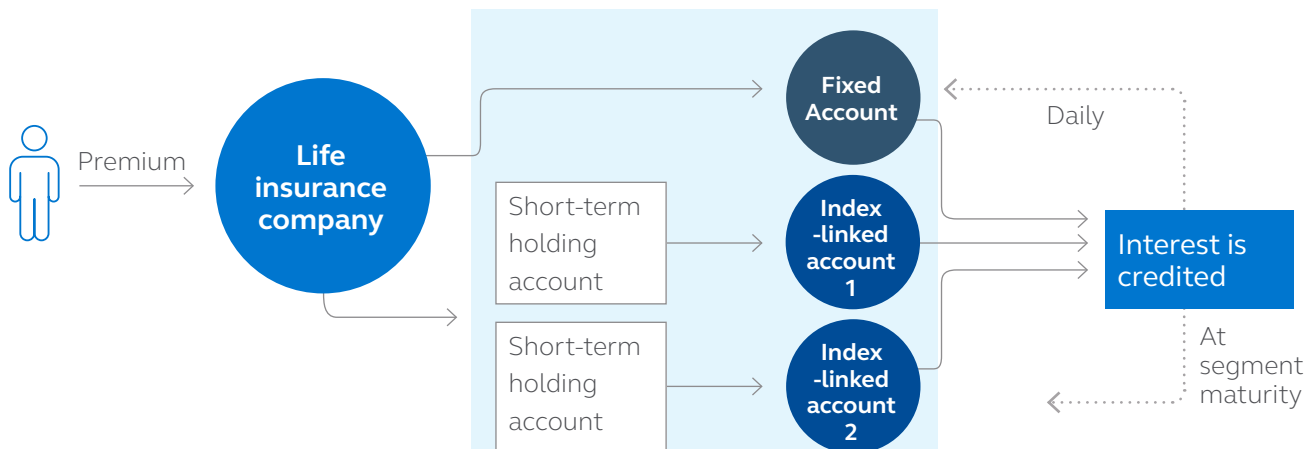 Premium
Life
insurance
company
Fixed
Account
Daily
Short-term
holding
account
Index
-linked
account
1
Interest is
credited
Short-term
holding
account
Index
-linked
account
2
At
segment
maturity